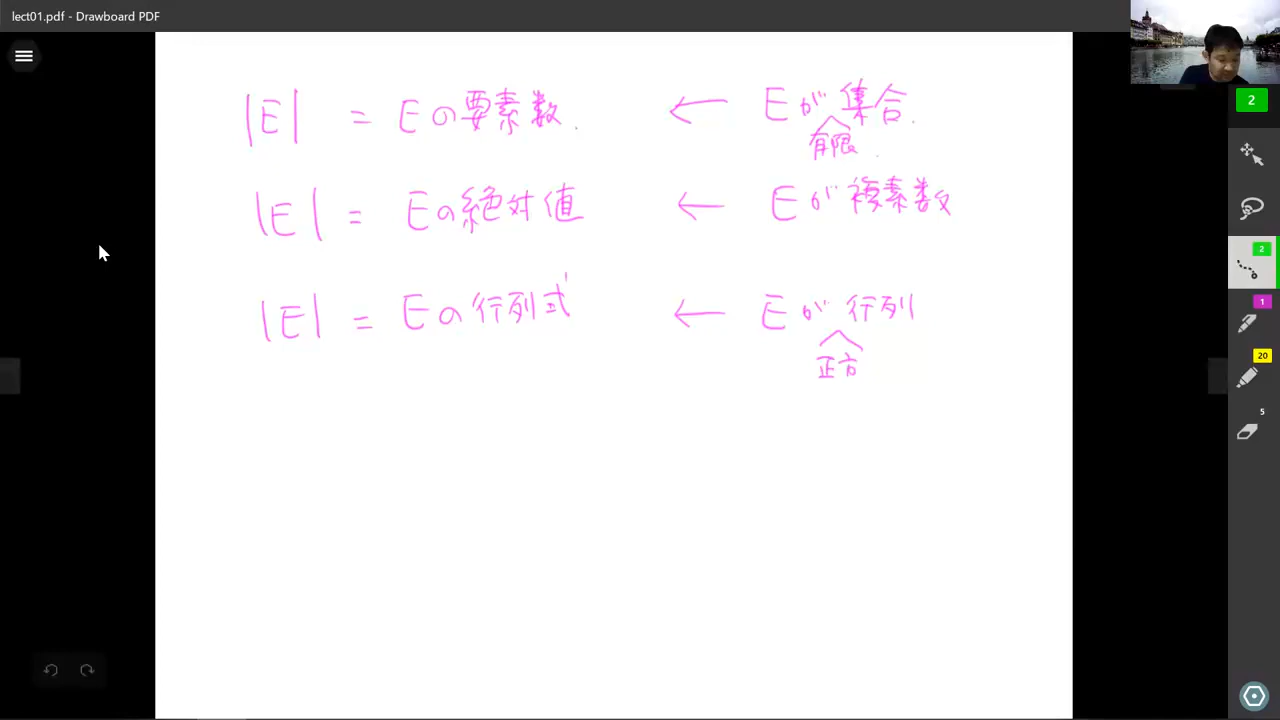 lect01.pdf - Drawboard PDF
|E| = Eの要素数. ← Eが集合.
有限.
|E| = Eの絶対値 ← Eが複素数
|E| = Eの行列式 ← Eが行列
正方
2
2
1
20
5